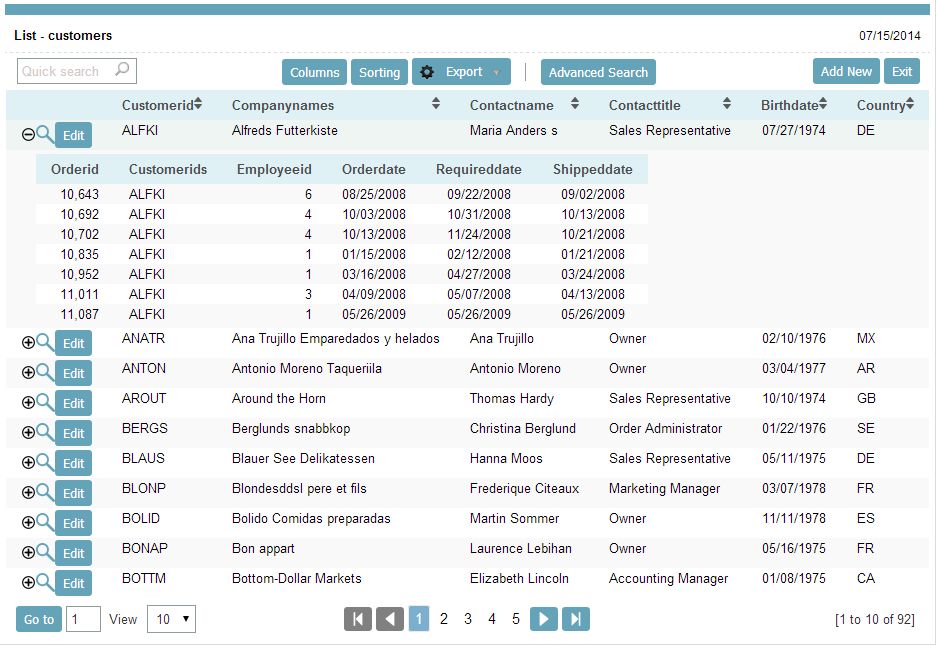 List - customers 07/15/2014
Quick search Columns Sorting Export Advanced Search Add New Exit
Customerid Companynames Contactname Contacttitle Birthdate Country
Edit ALFKI Alfreds Futterkiste Maria Anders s Sales Representative 07/27/1974 DE
Orderid Customerids Employeeid Orderdate Requireddate Shippeddate
10,643 ALFKI 6 08/25/2008 09/22/2008 09/02/2008
10,692 ALFKI 4 10/03/2008 10/31/2008 10/13/2008
10,702 ALFKI 4 10/13/2008 11/24/2008 10/21/2008
10,835 ALFKI 1 01/15/2008 02/12/2008 01/21/2008
10,952 ALFKI 1 03/16/2008 04/27/2008 03/24/2008
11,011 ALFKI 3 04/09/2008 05/07/2008 04/13/2008
11,087 ALFKI 1 05/26/2009 05/26/2009 05/26/2009
Edit ANATR Ana Trujillo Emparedados y helados Ana Trujillo Owner 02/10/1976 MX
Edit ANTON Antonio Moreno Taqueriila Antonio Moreno Owner 03/04/1977 AR
Edit AROUT Around the Horn Thomas Hardy Sales Representative 10/10/1974 GB
Edit BERGS Berglunds snabbkop Christina Berglund Order Administrator 01/22/1976 SE
Edit BLAUS Blauer See Delikatessen Hanna Moos Sales Representative 05/11/1975 DE
Edit BLONP Blondesddsl pere et fils Frederique Citeaux Marketing Manager 03/07/1978 FR
Edit BOLID Bolido Comidas preparadas Martin Sommer Owner 11/11/1978 ES
Edit BONAP Bon appart Laurence Lebihan Owner 05/16/1975 FR
Edit BOTTM Bottom-Dollar Markets Elizabeth Lincoln Accounting Manager 01/08/1975 CA
Go to 1 View 10 1 2 3 4 5 [1 to 10 of 92]